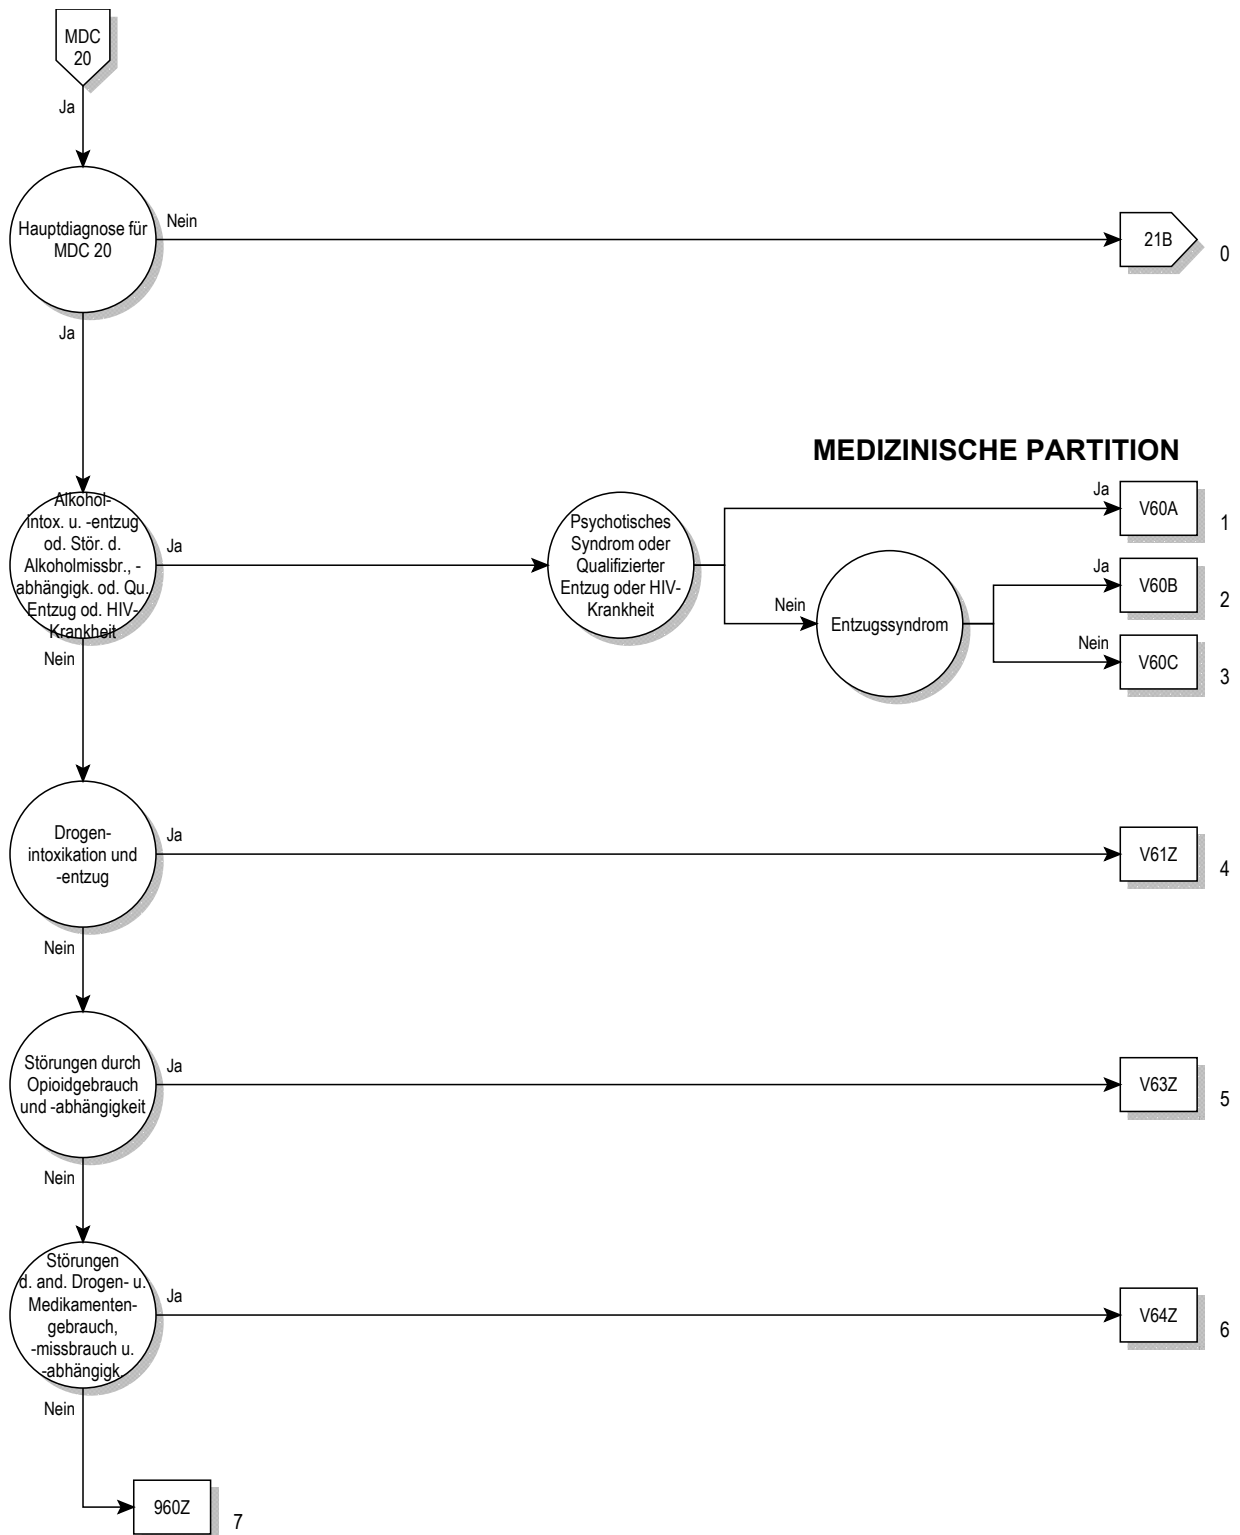 MDC
20
Ja
Hauptdiagnose für
MDC 20
Nein
21B
0
Ja
MEDIZINISCHE PARTITION
Alkohol-
intox. u. -entzug
od. Stör. d.
Alkoholmissbr., -
abhängigk. od. Qu.
Entzug od. HIV-
Krankheit
Ja
Psychotisches
Syndrom oder
Qualifizierter
Entzug oder HIV-
Krankheit
Ja
V60A
1
Nein
Entzugssyndrom
Ja
V60B
2
Nein
V60C
3
Nein
Drogen-
intoxikation und
-entzug
Ja
V61Z
4
Nein
Störungen durch
Opioidgebrauch
und -abhängigkeit
Ja
V63Z
5
Nein
Störungen
d. and. Drogen- u.
Medikamenten-
gebrauch,
-missbrauch u.
-abhängigk.
Ja
V64Z
6
Nein
960Z
7